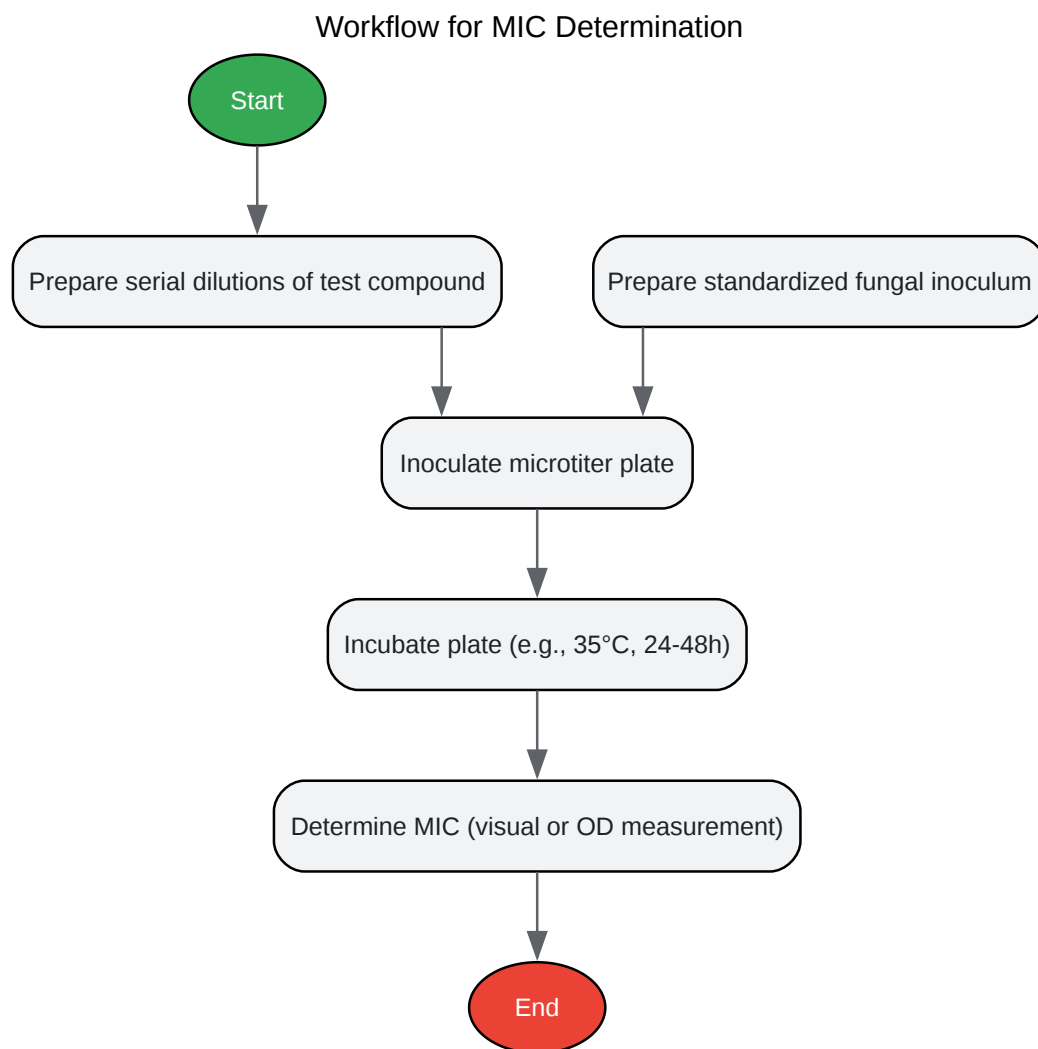 Workflow for MIC Determination
Start
Prepare serial dilutions of test compound
Prepare standardized fungal inoculum
Inoculate microtiter plate
Incubate plate (e.g., 35°C, 24-48h)
Determine MIC (visual or OD measurement)
End